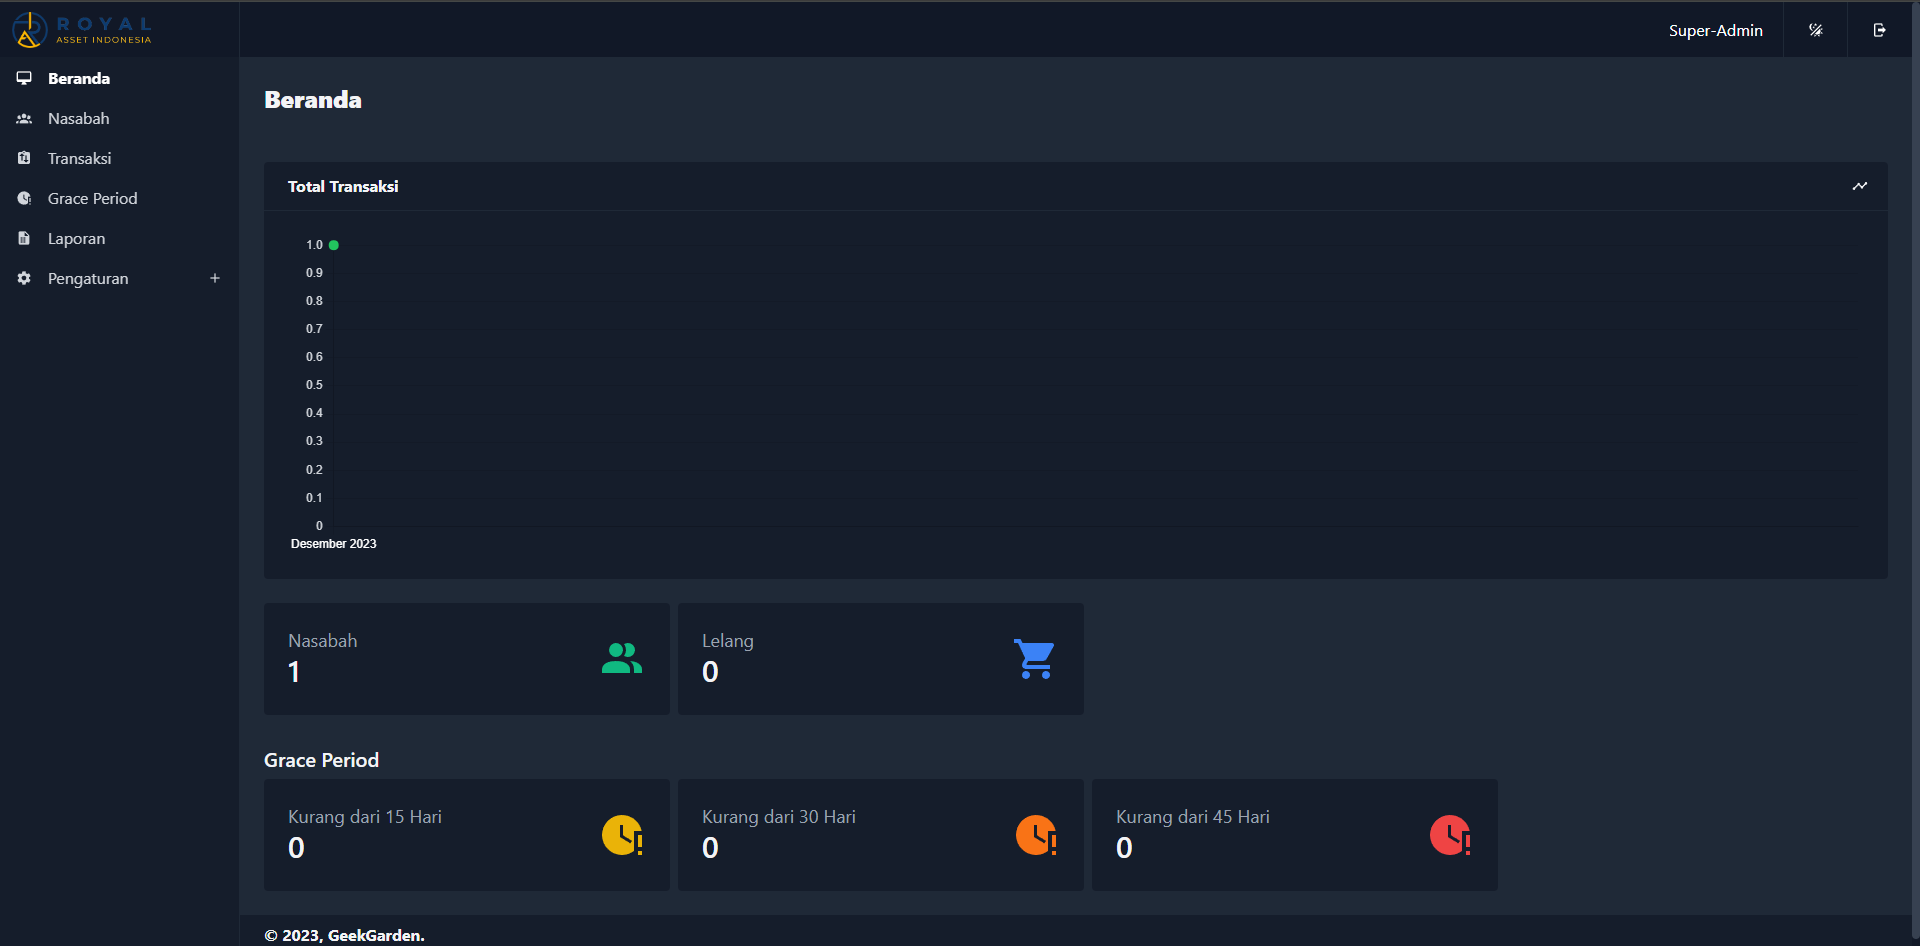 ROYAL
ASSET INDONESIA
Super-Admin
Beranda
Nasabah
Transaksi
Grace Period
Laporan
Pengaturan
Beranda
Total Transaksi
1.0
0.9
0.8
0.7
0.6
0.5
0.4
0.3
0.2
0.1
0
Desember 2023
Nasabah
1
Lelang
0
Grace Period
Kurang dari 15 Hari
0
Kurang dari 30 Hari
0
Kurang dari 45 Hari
0
© 2023, GeekGarden.